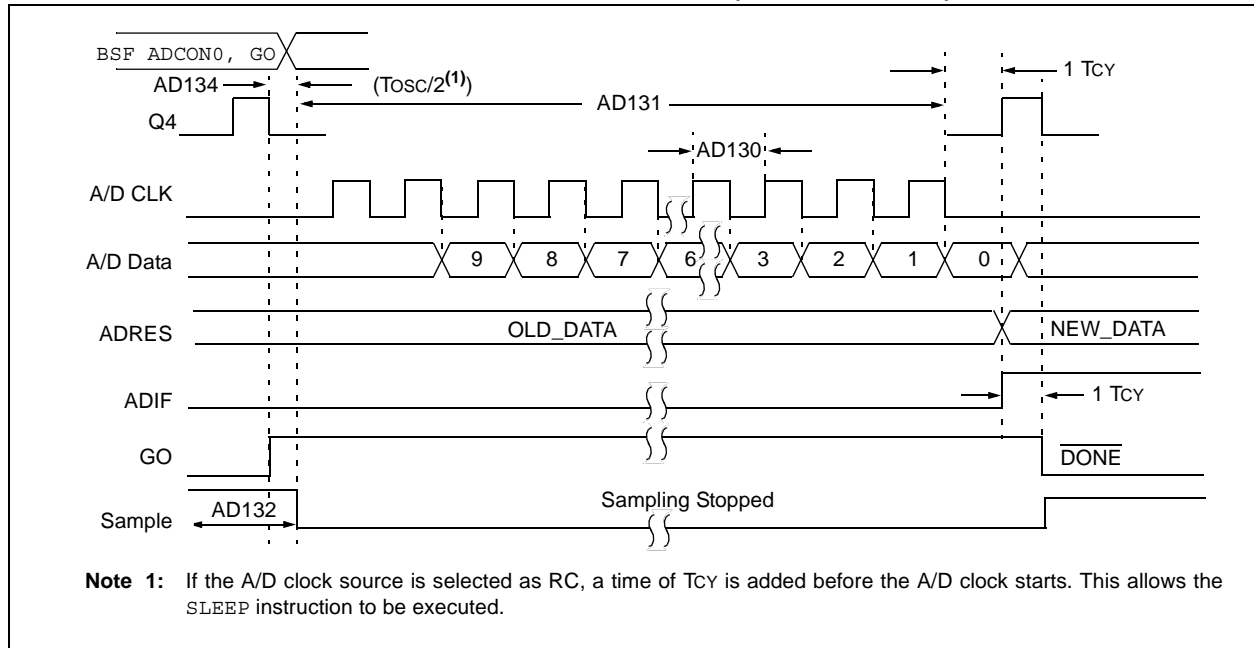 BSF ADCON0, GO
AD134
(TOSC/2(1))
1 TCY
AD131
Q4
AD130
A/D CLK
A/D Data
9 8 7 6 3 2 1 0
ADRES
OLD_DATA
NEW_DATA
ADIF
1 TCY
GO
DONE
Sample
AD132
Sampling Stopped
Note 1: If the A/D clock source is selected as RC, a time of TCY is added before the A/D clock starts. This allows the
SLEEP instruction to be executed.